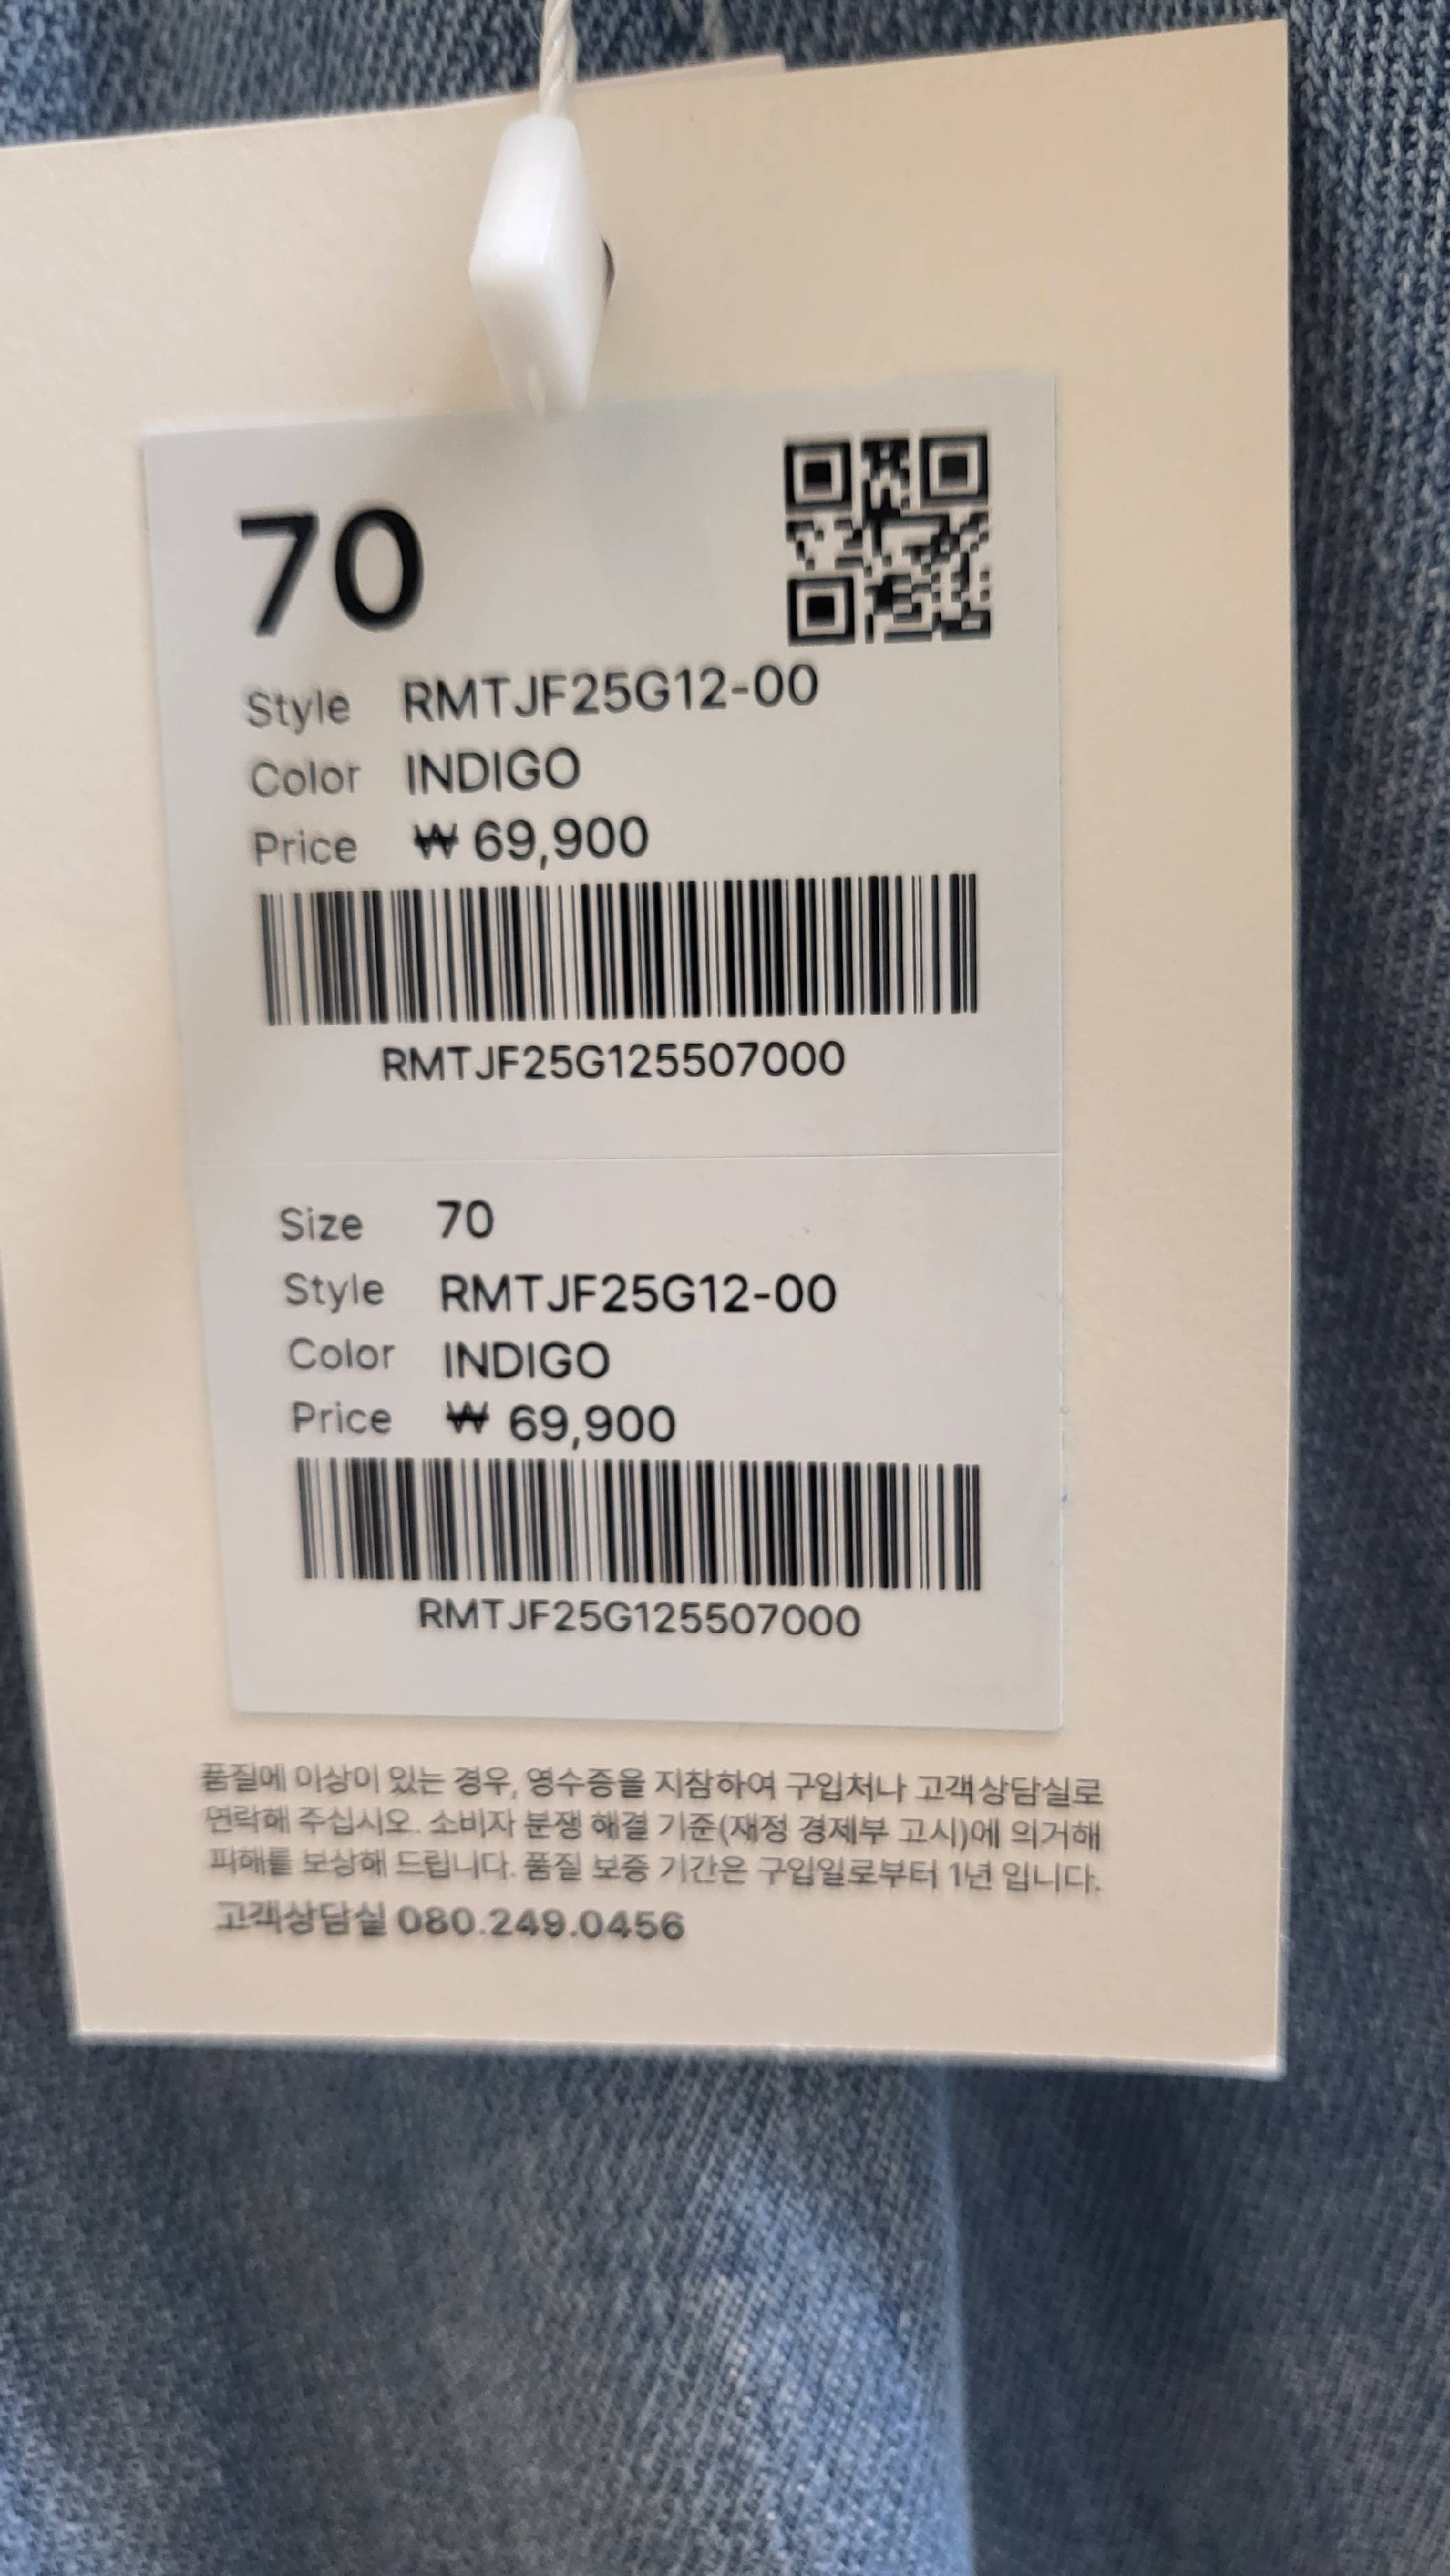 70
Style RMTJF25G12-00
Color INDIGO
Price ₩ 69,900
RMTJF25G125507000
Size 70
Style RMTJF25G12-00
Color INDIGO
Price ₩ 69,900
RMTJF25G125507000
품질에 이상이 있는 경우, 영수증을 지참하여 구입처나 고객상담실로
연락해 주십시오. 소비자 분쟁 해결 기준(재정 경제부 고시)에 의거해
피해를 보상해 드립니다. 품질 보증 기간은 구입일로부터 1년 입니다.
고객상담실 080.249.0456